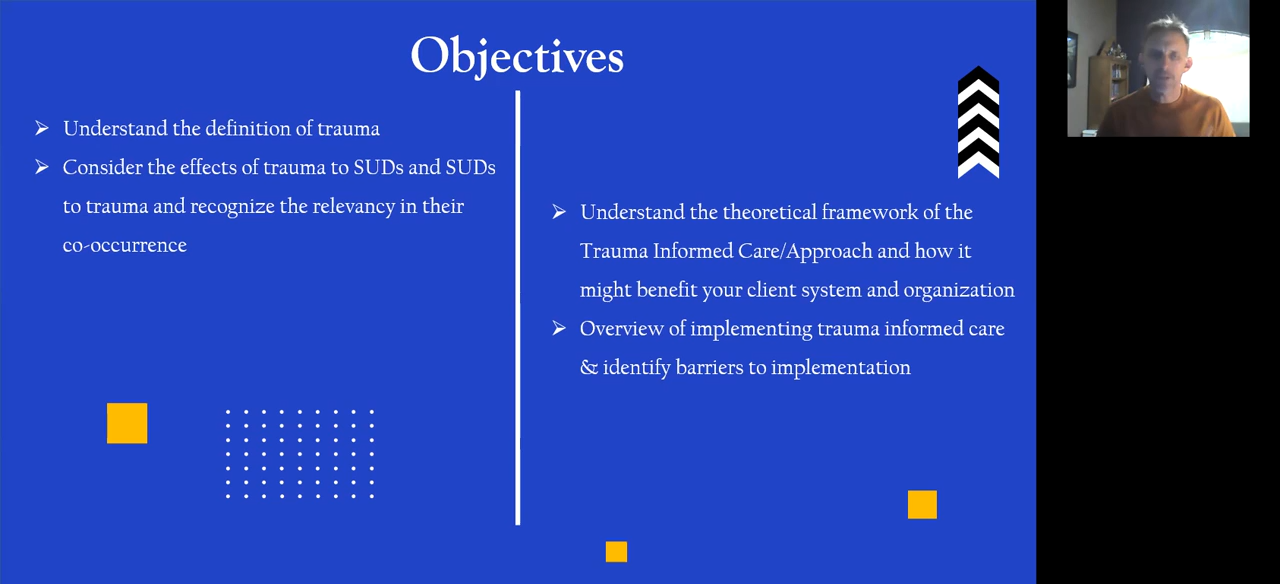 Objectives
Understand the definition of trauma
Consider the effects of trauma to SUDs and SUDs
to trauma and recognize the relevancy in their
co-occurrence
Understand the theoretical framework of the
Trauma Informed Care/Approach and how it
might benefit your client system and organization
Overview of implementing trauma informed care
& identify barriers to implementation